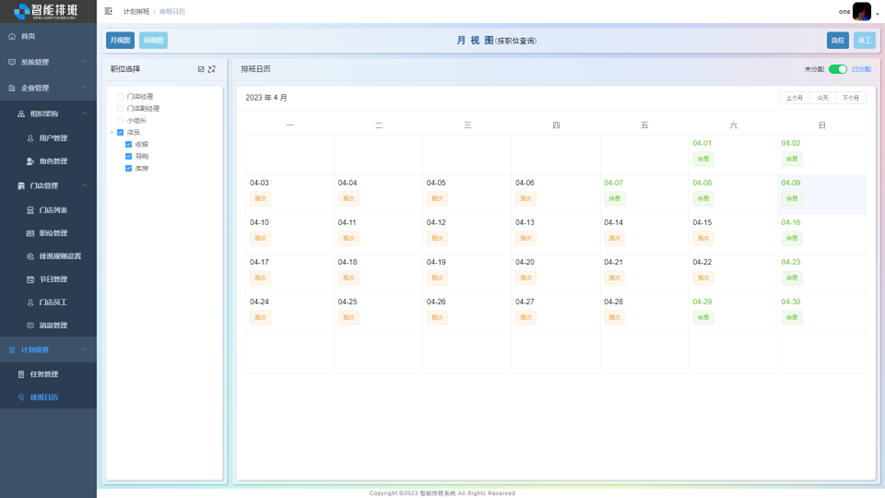 智能排班
INTELLIGENT SCHEDULING
首页
系统管理
企业管理
组织架构
用户管理
角色管理
门店管理
门店列表
职位管理
排班规则设置
节日管理
门店员工
消息管理
计划排班
任务管理
排班日历
计划排班 / 排班日历
one
月视图 周视图
月 视 图(按职位查询)
岗位 员工
职位选择
门店经理
门店副经理
小组长
店员
收银
导购
库房
排班日历
未分配 已分配
2023 年 4 月
上个月 今天 下个月
一 二 三 四 五 六 日
04-01 04-02
休息 休息
04-03 04-04 04-05 04-06 04-07 04-08 04-09
班次 班次 班次 班次 休息 休息 休息
04-10 04-11 04-12 04-13 04-14 04-15 04-16
班次 班次 班次 班次 班次 班次 休息
04-17 04-18 04-19 04-20 04-21 04-22 04-23
班次 班次 班次 班次 班次 班次 休息
04-24 04-25 04-26 04-27 04-28 04-29 04-30
班次 班次 班次 班次 班次 休息 休息
Copyright ©2023 智能排班系统 All Rights Reserved